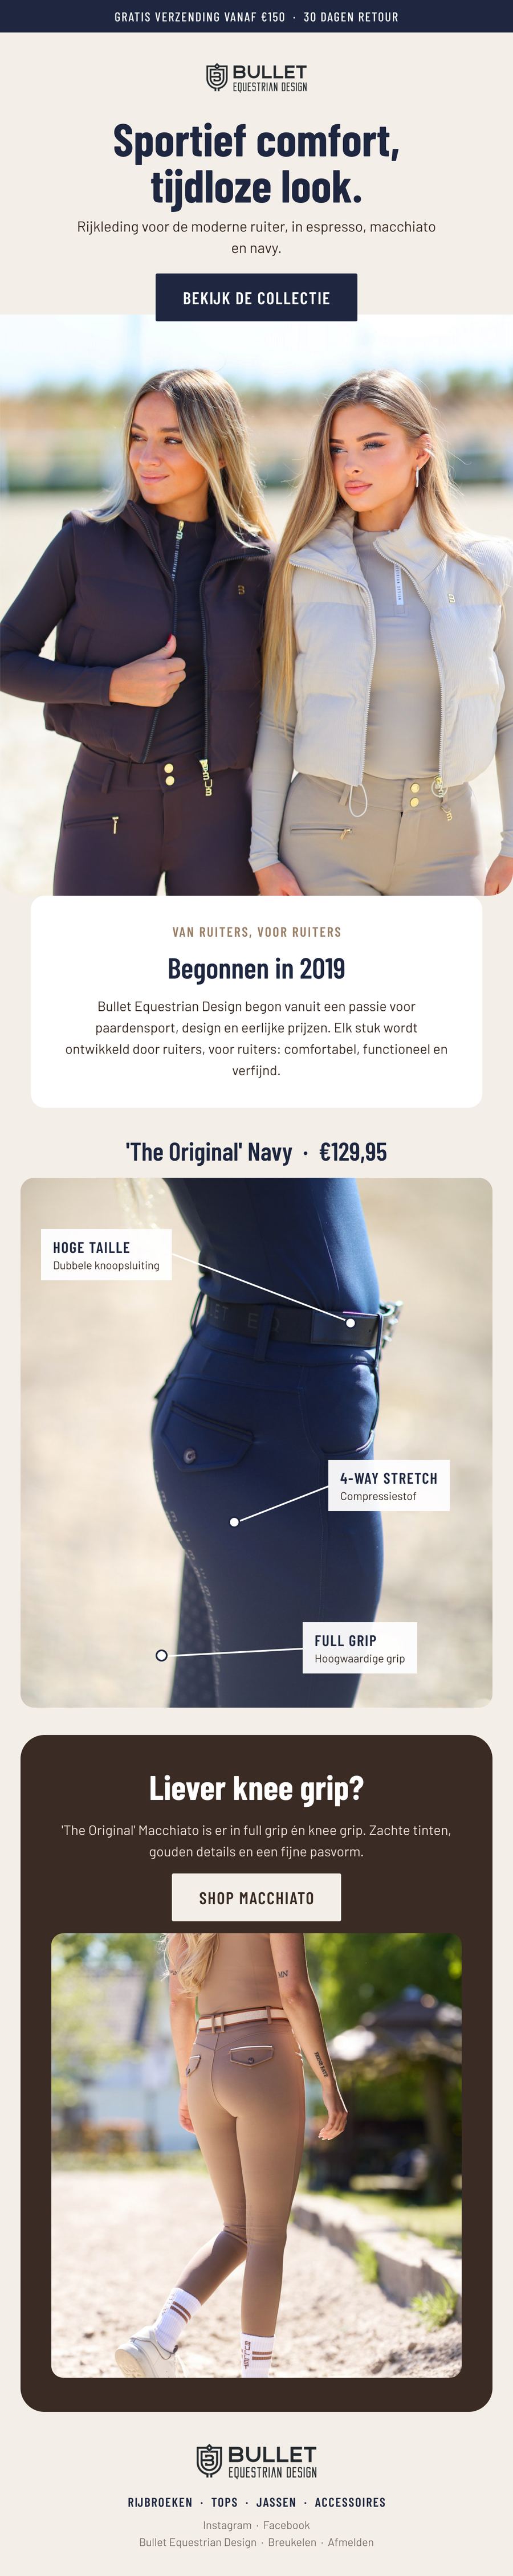 GRATIS VERZENDING VANAF €150 · 30 DAGEN RETOUR
BULLET
EQUESTRIAN DESIGN
Sportief comfort,
tijdloze look.
Rijkleding voor de moderne ruiter, in espresso, macchiato
en navy.
BEKIJK DE COLLECTIE
VAN RUITERS, VOOR RUITERS
Begonnen in 2019
Bullet Equestrian Design begon vanuit een passie voor
paardensport, design en eerlijke prijzen. Elk stuk wordt
ontwikkeld door ruiters, voor ruiters: comfortabel, functioneel en
verfijnd.
'The Original' Navy · €129,95
HOGE TAILLE
Dubbele knoopsluiting
4-WAY STRETCH
Compressiestof
FULL GRIP
Hoogwaardige grip
Liever knee grip?
'The Original' Macchiato is er in full grip én knee grip. Zachte tinten,
gouden details en een fijne pasvorm.
SHOP MACCHIATO
BULLET
EQUESTRIAN DESIGN
RIJBROEKEN · TOPS · JASSEN · ACCESSOIRES
Instagram · Facebook
Bullet Equestrian Design · Breukelen · Afmelden